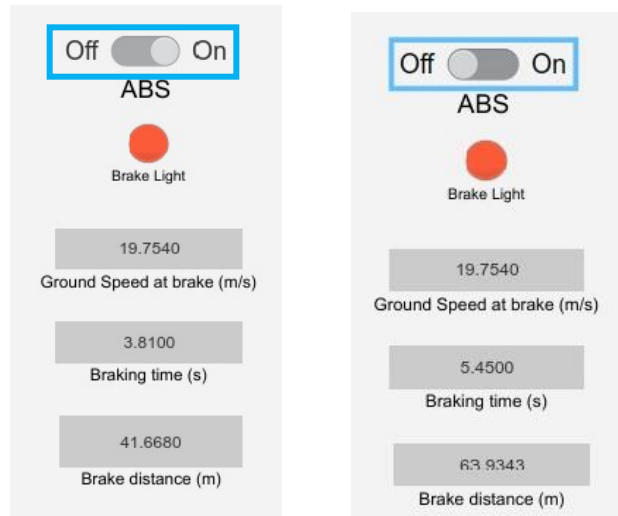 Off On
ABS
Brake Light
19.7540
Ground Speed at brake (m/s)
3.8100
Braking time (s)
41.6680
Brake distance (m)
Off On
ABS
Brake Light
19.7540
Ground Speed at brake (m/s)
5.4500
Braking time (s)
63.9343
Brake distance (m)